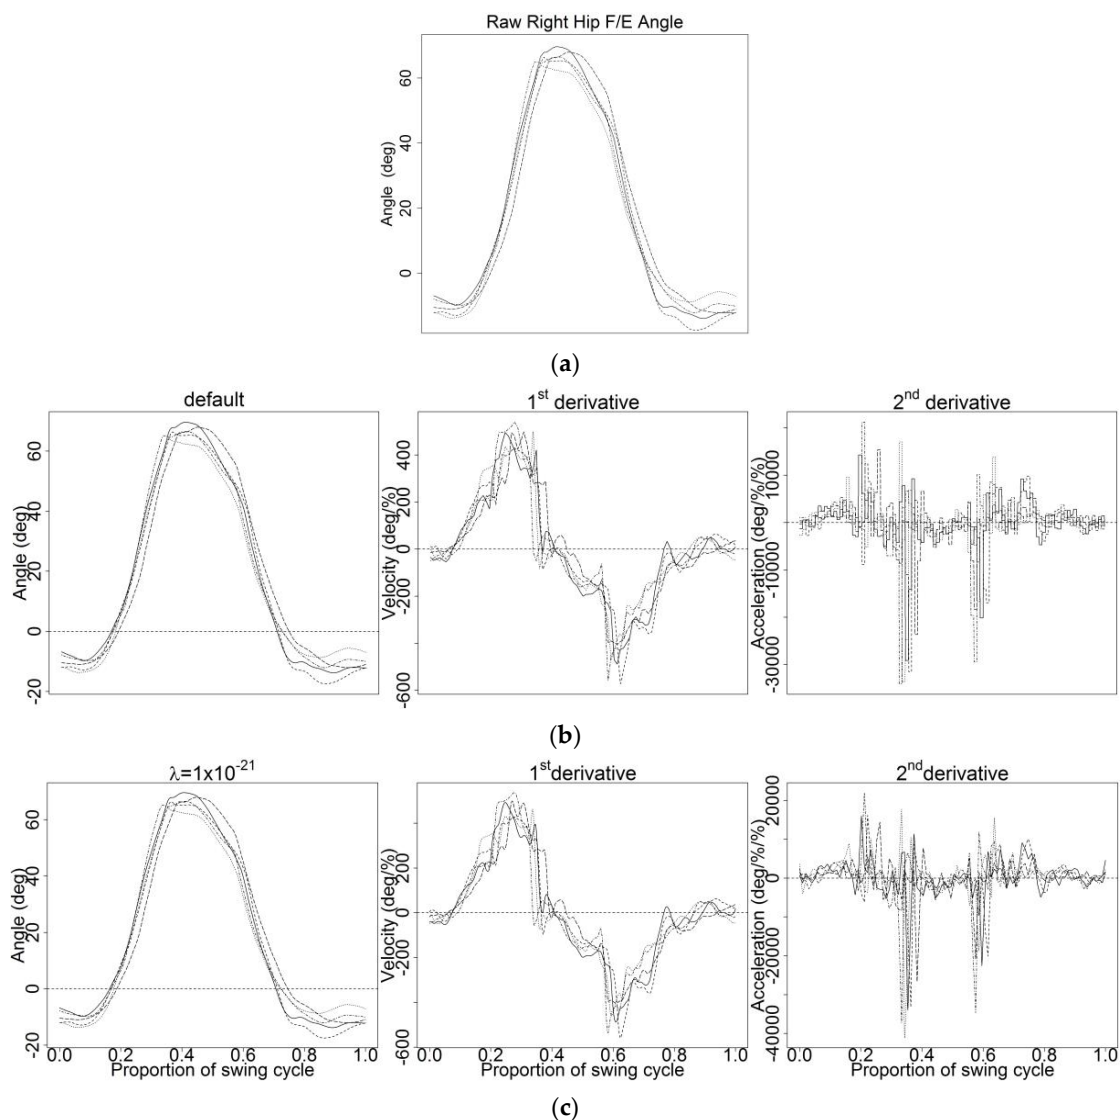 Raw Right Hip F/E Angle
Angle (deg)
60
40
20
0
(a)
default
1st derivative
2nd derivative
Angle (deg)
60
40
20
0
-20
Velocity (deg/%)
400
200
0
-200
-600
Acceleration (deg/%/%)
10000
-10000
-30000
(b)
λ=1x10-21
1st derivative
2nd derivative
Angle (deg)
60
40
20
0
-20
0.0 0.2 0.4 0.6 0.8 1.0
Proportion of swing cycle
Velocity (deg/%)
200
0
-200
-600
0.0 0.2 0.4 0.6 0.8 1.0
Proportion of swing cycle
Acceleration (deg/%/%)
20000
0
-20000
40000
0.0 0.2 0.4 0.6 0.8 1.0
Proportion of swing cycle
(c)